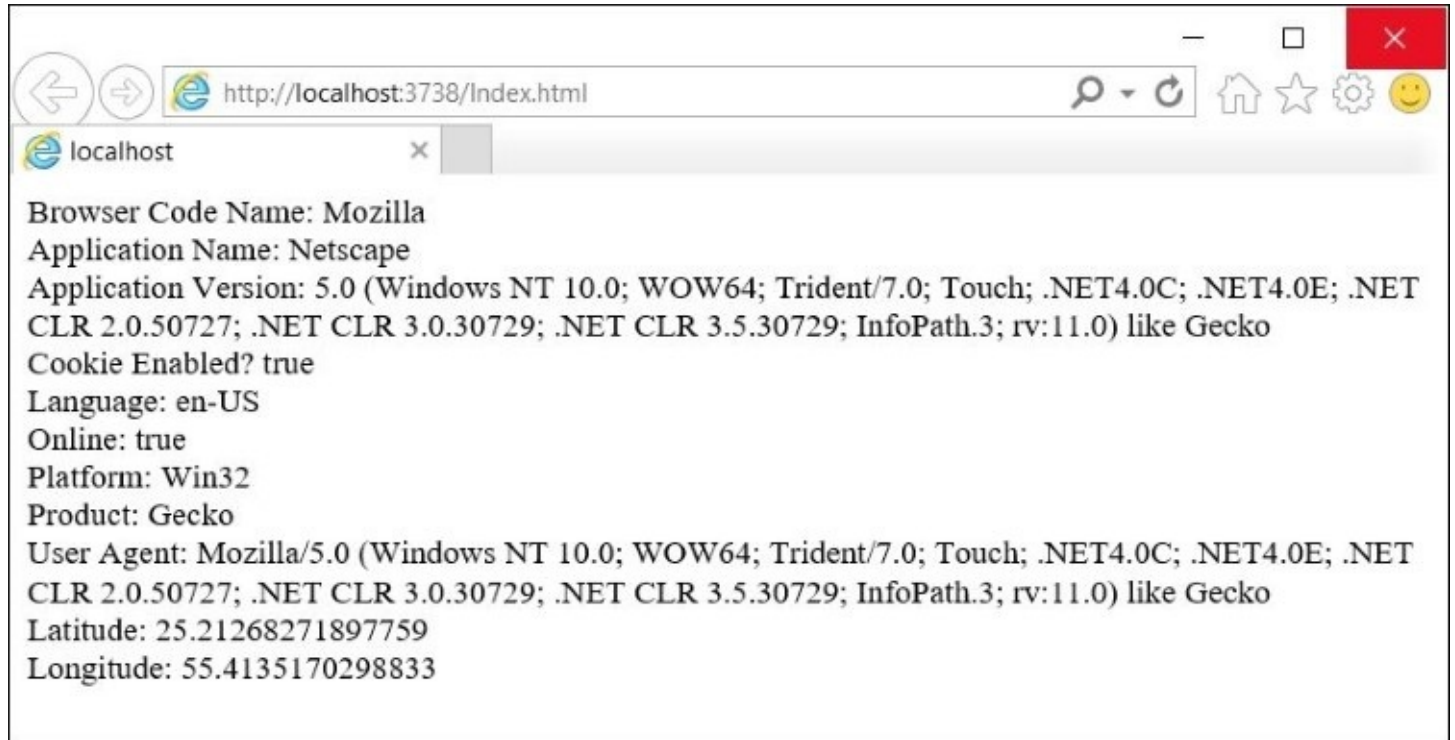 http://localhost:3738/Index.html
localhost
Browser Code Name: Mozilla
Application Name: Netscape
Application Version: 5.0 (Windows NT 10.0; WOW64; Trident/7.0; Touch; .NET4.0C; .NET4.0E; .NET
CLR 2.0.50727; .NET CLR 3.0.30729; .NET CLR 3.5.30729; InfoPath.3; rv:11.0) like Gecko
Cookie Enabled? true
Language: en-US
Online: true
Platform: Win32
Product: Gecko
User Agent: Mozilla/5.0 (Windows NT 10.0; WOW64; Trident/7.0; Touch; .NET4.0C; .NET4.0E; .NET
CLR 2.0.50727; .NET CLR 3.0.30729; .NET CLR 3.5.30729; InfoPath.3; rv:11.0) like Gecko
Latitude: 25.21268271897759
Longitude: 55.4135170298833